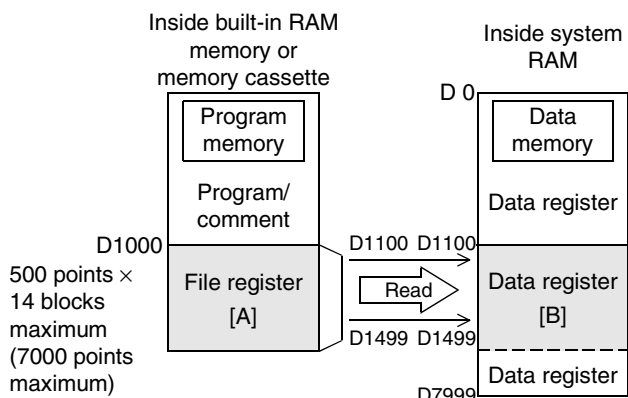 Inside built-in RAM
memory or
memory cassette
Inside system
RAM
D 0
Program
memory
Data
memory
Program/
comment
Data register
D1000
D1100 D1100
500 points ×
14 blocks
maximum
(7000 points
maximum)
File register
[A]
Read
Data register
[B]
D1499 D1499
Data register
D7999